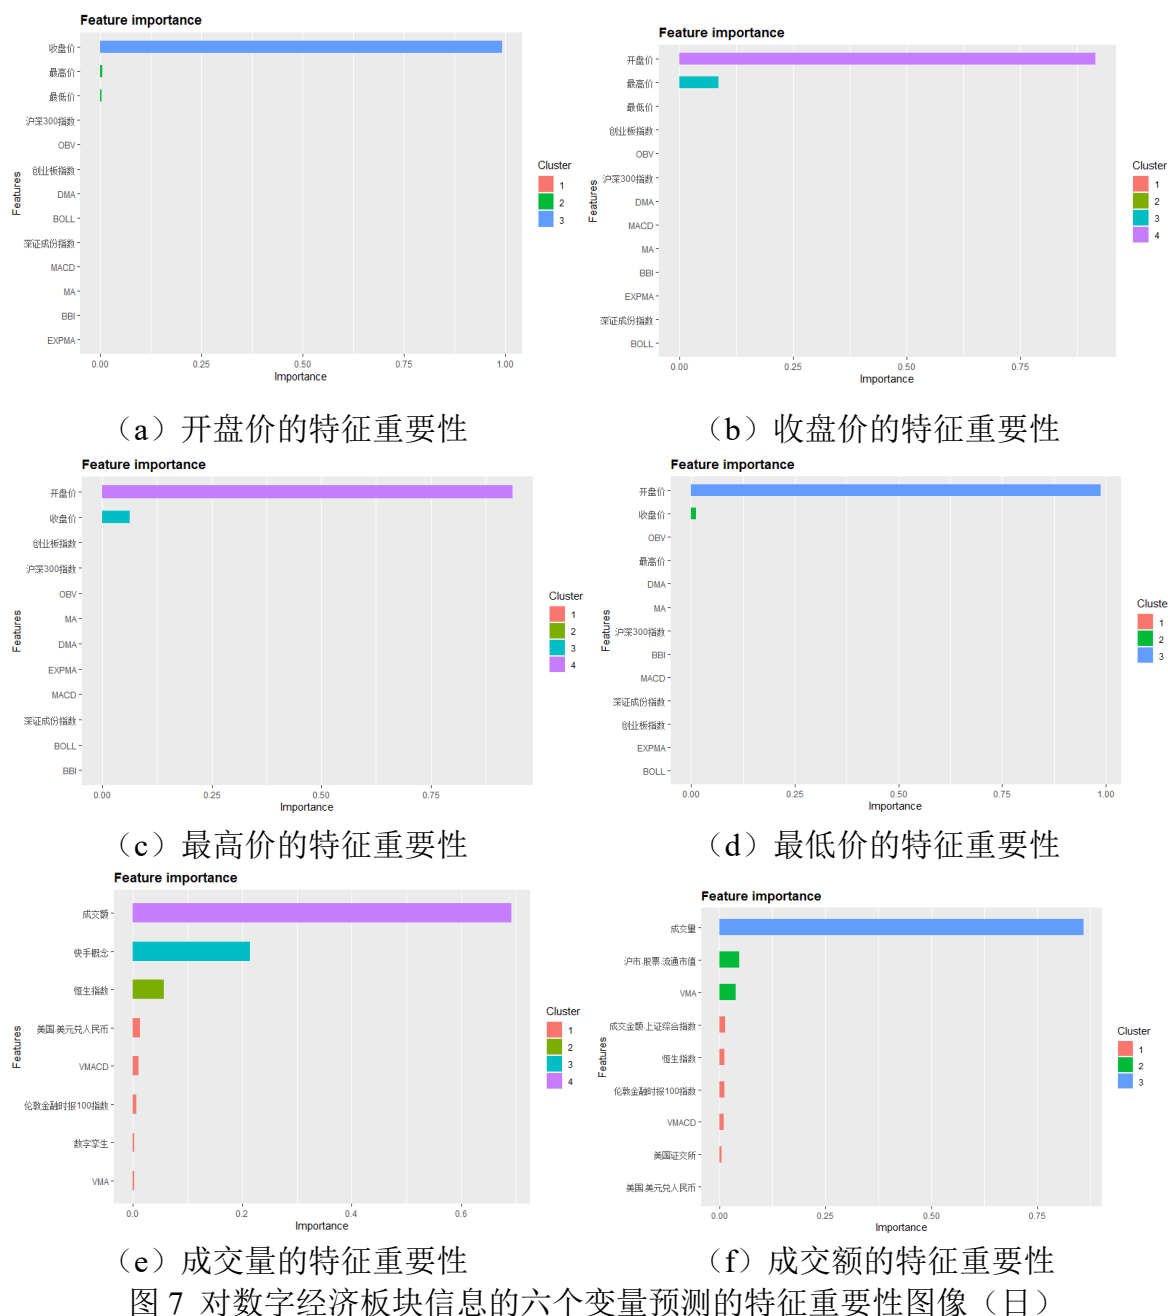 Feature importance
收盘价
最高价
最低价
沪深300指数
OBV
创业板指数
DMA
BOLL
深证成份指数
MACD
MA
BBI
EXPMA
Features
0.00 0.25 0.50 0.75 1.00
Importance
Cluster
1
2
3
Feature importance
开盘价
最高价
最低价
创业板指数
OBV
沪深300指数
DMA
MACD
MA
BBI
EXPMA
深证成份指数
BOLL
Features
0.00 0.25 0.50 0.75
Importance
Cluster
1
2
3
4
（a）开盘价的特征重要性
（b）收盘价的特征重要性
Feature importance
开盘价
收盘价
创业板指数
沪深300指数
OBV
MA
DMA
EXPMA
MACD
深证成份指数
BOLL
BBI
Features
0.00 0.25 0.50 0.75
Importance
Cluster
1
2
3
4
Feature importance
开盘价
收盘价
OBV
最高价
DMA
MA
沪深300指数
BBI
MACD
深证成份指数
创业板指数
EXPMA
BOLL
Features
0.00 0.25 0.50 0.75 1.00
Importance
Cluste
1
2
3
（c）最高价的特征重要性
（d）最低价的特征重要性
Feature importance
成交额
快手概念
恒生指数
美国.美元兑人民币
VMACD
伦敦金融时报100指数
数字孪生
VMA
Features
0.0 0.2 0.4 0.6
Importance
Cluster
1
2
3
4
Feature importance
成交量
沪市.股票.流通市值
VMA
成交金额.上证综合指数
恒生指数
伦敦金融时报100指数
VMACD
美国证交所
美国.美元兑人民币
Features
0.00 0.25 0.50 0.75
Importance
Cluster
1
2
3
（e）成交量的特征重要性
（f）成交额的特征重要性
图 7 对数字经济板块信息的六个变量预测的特征重要性图像（日）